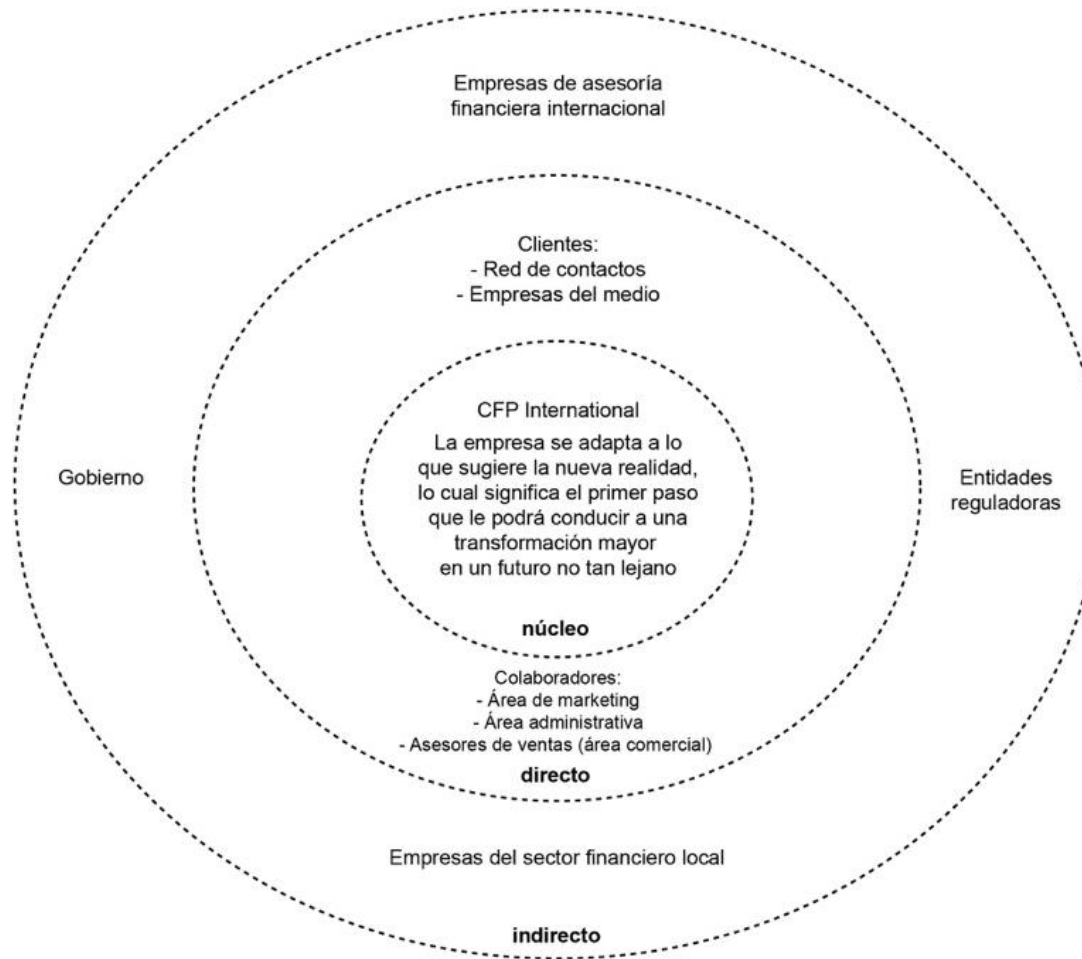 Empresas de asesoría
financiera internacional
Clientes:
- Red de contactos
- Empresas del medio
CFP International
La empresa se adapta a lo
que sugiere la nueva realidad,
lo cual significa el primer paso
que le podrá conducir a una
transformación mayor
en un futuro no tan lejano
núcleo
Gobierno
Entidades
reguladoras
Colaboradores:
- Área de marketing
- Área administrativa
- Asesores de ventas (área comercial)
directo
Empresas del sector financiero local
indirecto